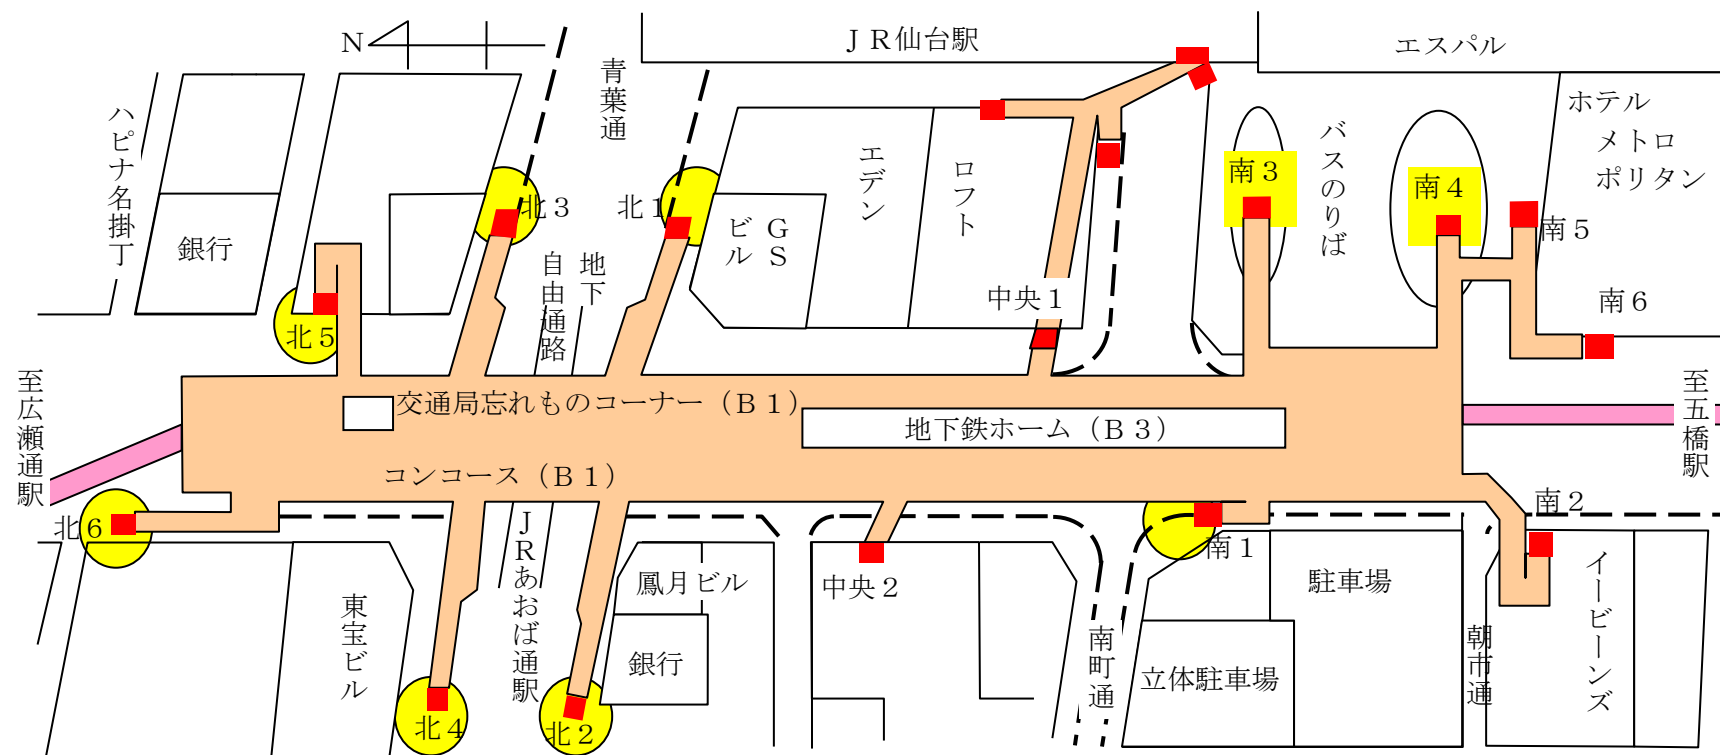 N
ＪＲ仙台駅
エスパル
青葉通
ハピナ名掛丁
銀行
北３
北１
地下
自由通路
ＧＳ
ビル
エデン
ロフト
南３
バスのりば
南４
ホテル
メトロ
ポリタン
南５
南６
中央１
北５
至広瀬通駅
交通局忘れものコーナー（Ｂ１）
地下鉄ホーム（Ｂ３）
至五橋駅
コンコース（Ｂ１）
北６
ＪＲあおば通駅
東宝ビル
北４
北２
鳳月ビル
銀行
中央２
南町通
南１
南２
駐車場
立体駐車場
朝市通
イービーンズ